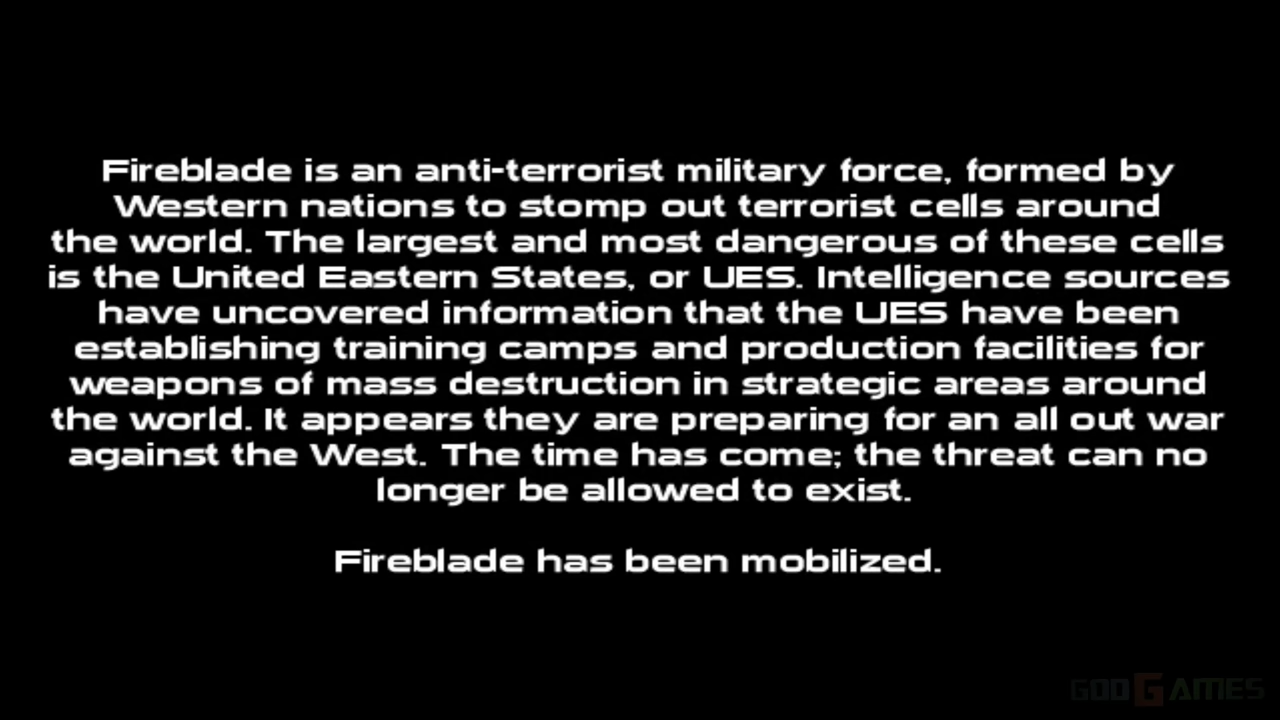 Fireblade is an anti-terrorist military force, formed by
Western nations to stomp out terrorist cells around
the world. The largest and most dangerous of these cells
is the United Eastern States, or UES. Intelligence sources
have uncovered information that the UES have been
establishing training camps and production facilities for
weapons of mass destruction in strategic areas around
the world. It appears they are preparing for an all out war
against the West. The time has come; the threat can no
longer be allowed to exist.
Fireblade has been mobilized.
GODGAMES